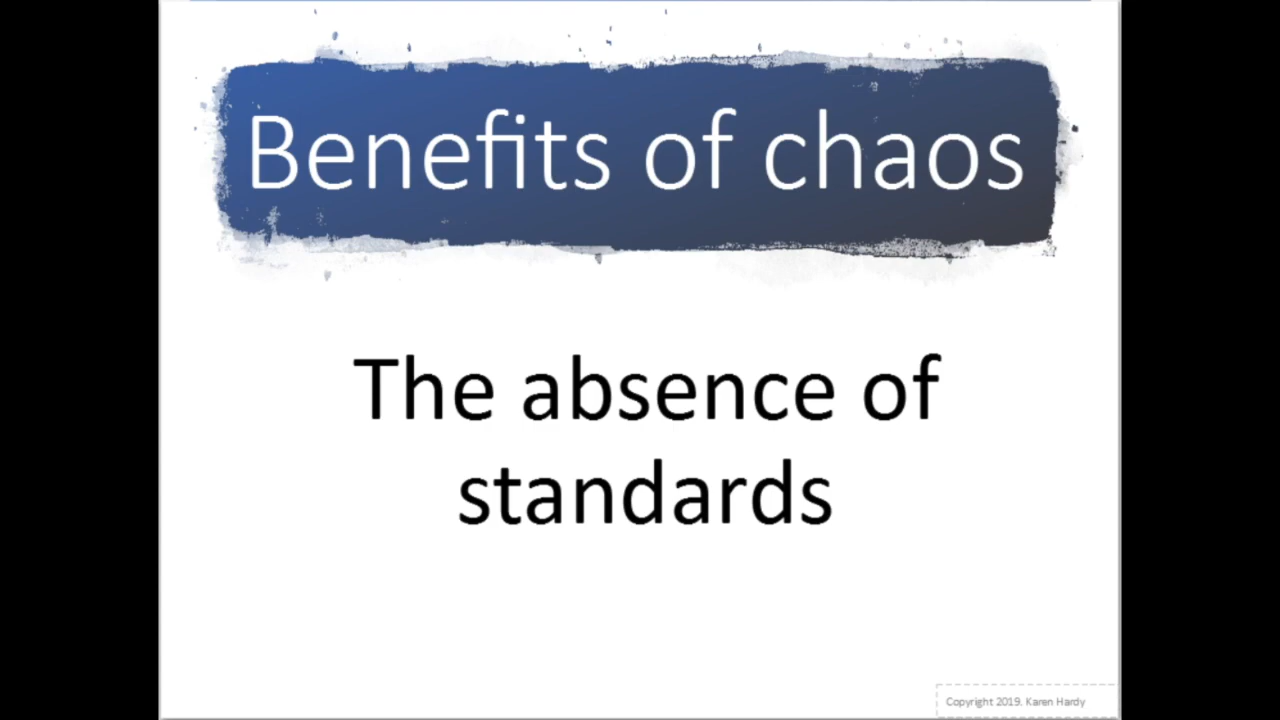 Benefits of chaos
The absence of
standards
Copyright 2019. Karen Hardy